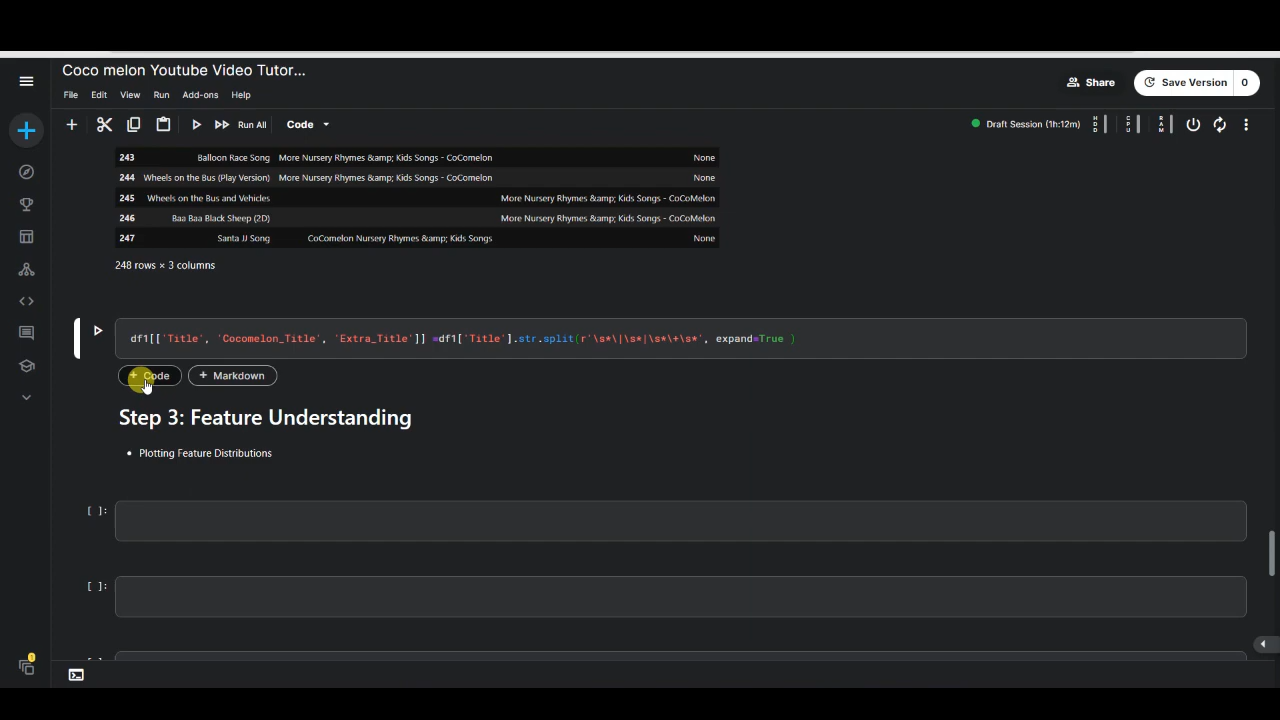 Coco melon Youtube Video Tutor...
File Edit View Run Add-ons Help
Share
Save Version 0
Run All Code
Draft Session (1h:12m) HDD CPU RAM
243 Balloon Race Song More Nursery Rhymes &amp; Kids Songs - CoComelon None
244 Wheels on the Bus (Play Version) More Nursery Rhymes &amp; Kids Songs - CoComelon None
245 Wheels on the Bus and Vehicles More Nursery Rhymes &amp; Kids Songs - CoCoMelon
246 Baa Baa Black Sheep (2D) More Nursery Rhymes &amp; Kids Songs - CoCoMelon
247 Santa JJ Song CoComelon Nursery Rhymes &amp; Kids Songs None
248 rows × 3 columns
df1[['Title', 'Cocomelon_Title', 'Extra_Title']] =df1['Title'].str.split(r'\s*\|\s*|\s*\+\s*', expand=True )
+ Code + Markdown
Step 3: Feature Understanding
• Plotting Feature Distributions
[ ]:
[ ]:
[ ]:
1